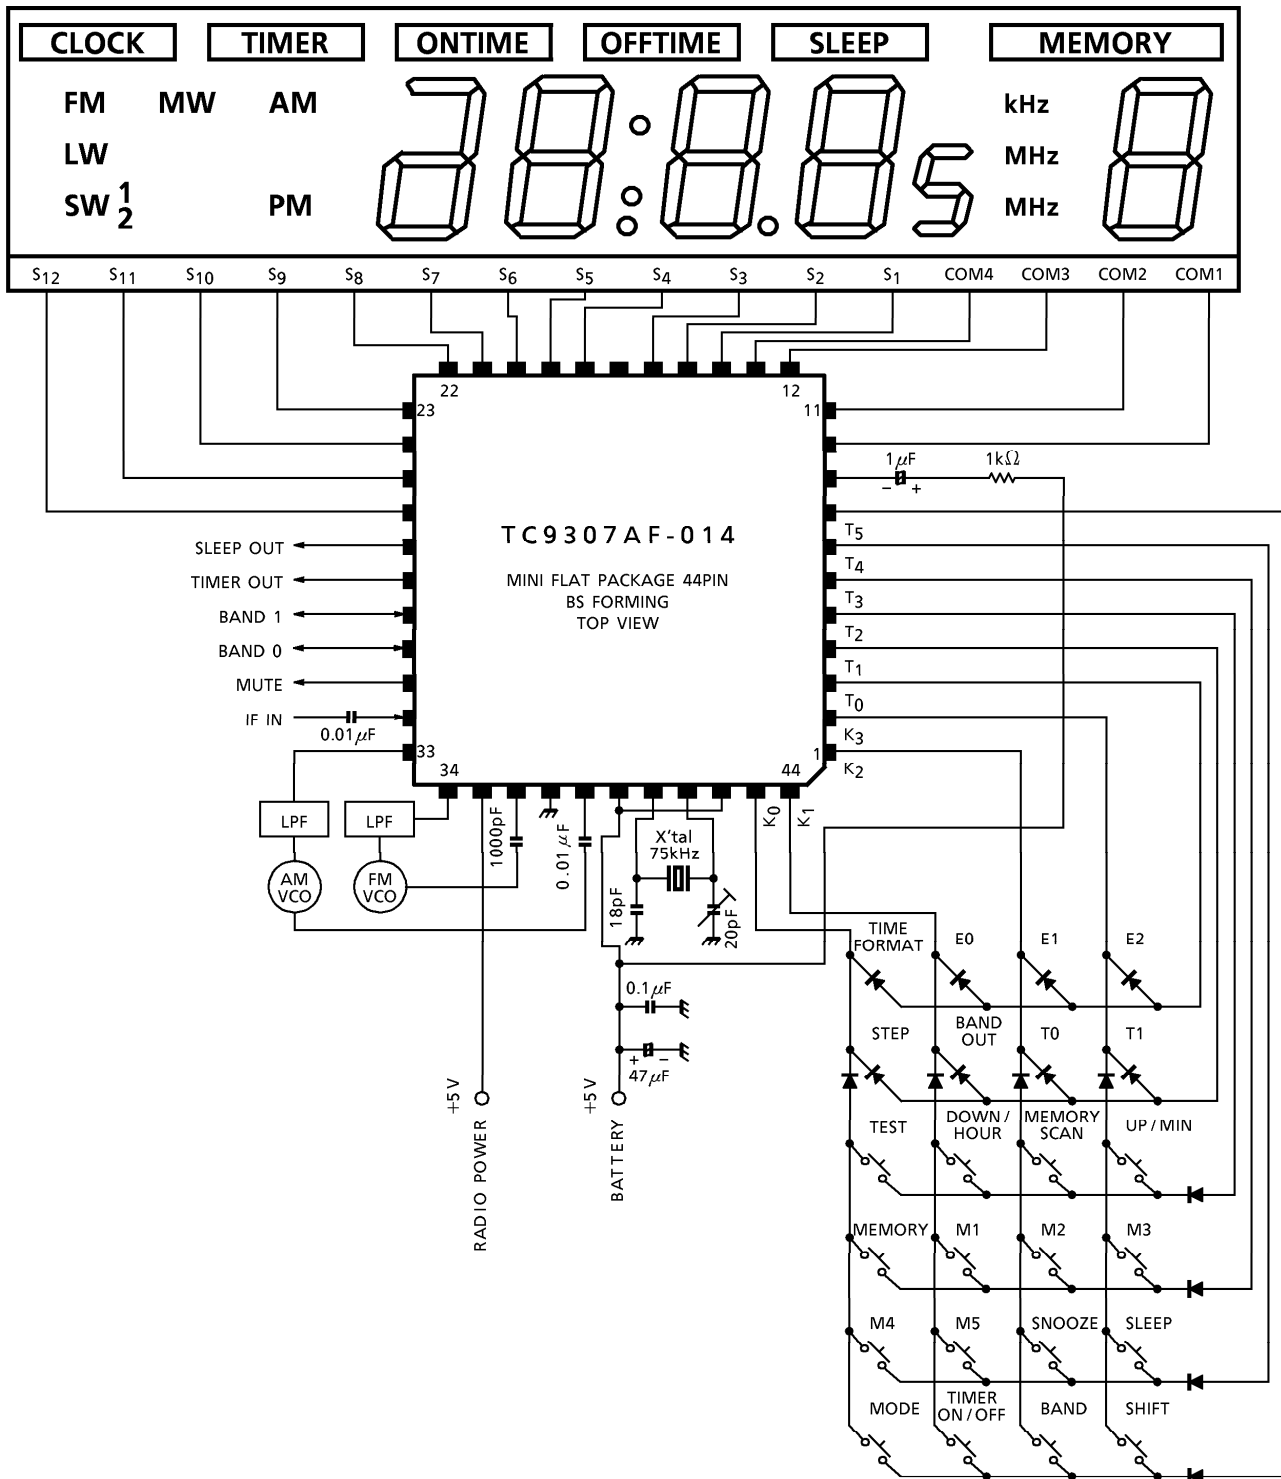 CLOCK TIMER ONTIME OFFTIME SLEEP MEMORY
FM MW AM kHz
LW MHz
SW 1 2 PM MHz
S12 S11 S10 S9 S8 S7 S6 S5 S4 S3 S2 S1 COM4 COM3 COM2 COM1
22 12
23 11
1μF 1kΩ
− +
TC9307AF-014
MINI FLAT PACKAGE 44PIN
BS FORMING
TOP VIEW
SLEEP OUT
TIMER OUT
BAND 1
BAND 0
MUTE
IF IN
0.01μF
T5
T4
T3
T2
T1
T0
K3
K2
33 1
34 44
K0 K1
LPF LPF
1000pF
0.01μF
X'tal
75kHz
AM
VCO
FM
VCO
18pF
20pF
0.1μF
+ −
47μF
+5V
RADIO POWER
+5V
BATTERY
TIME
FORMAT
E0 E1 E2
STEP
BAND
OUT
T0 T1
TEST
DOWN/
HOUR
MEMORY
SCAN
UP/MIN
MEMORY M1 M2 M3
M4 M5 SNOOZE SLEEP
MODE
TIMER
ON/OFF
BAND SHIFT